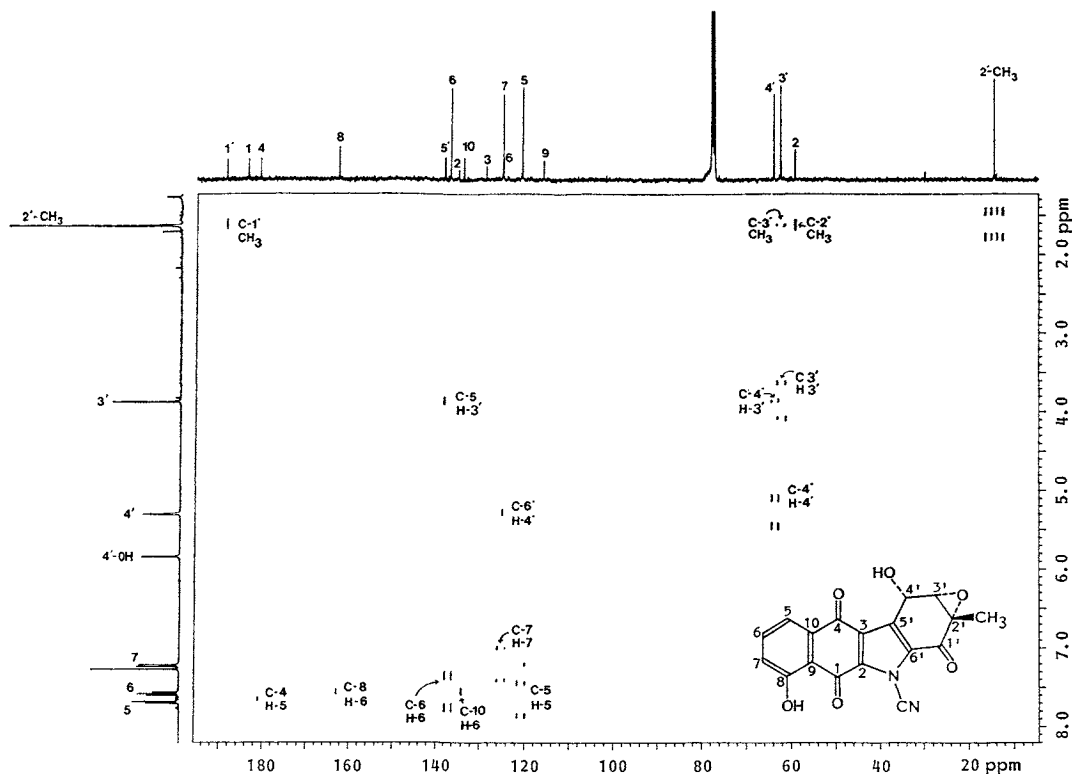 1' 1 4 8 5' 6 2 10 3 7 6 5 9 4' 3' 2 2'-CH₃
2'-CH₃
C-1' C-3' C-2'
CH₃ CH₃ CH₃
2.0 ppm
3.0
3'
C-5 C-4' C 3'
H-3' H-3' H 3'
4.0
4'
C-6' C-4'
H-4' H-4'
5.0
4'-OH
6.0
HO 4' 3' O
O 5 4 3 5' 2' CH₃
6 10 6' 1' O
7 9 1 2 N
8 CN
OH O
7
C-7
H-7
7.0
6
5
C-4 C-8 C-6 C-10 C-5
H-5 H-6 H-6 H-6 H-5
8.0
180 160 140 120 100 80 60 40 20 ppm